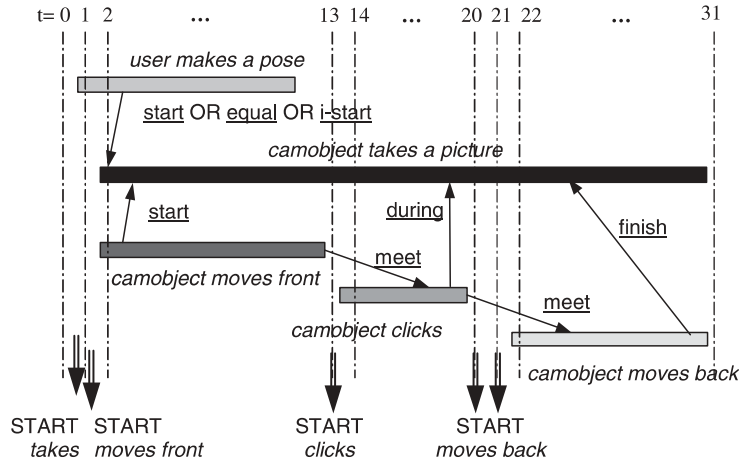 t= 0 1 2 ... 13 14 ... 20 21 22 ... 31
user makes a pose
start OR equal OR i-start
camobject takes a picture
start
during
finish
meet
camobject moves front
meet
camobject clicks
camobject moves back
START START START START
takes moves front clicks moves back